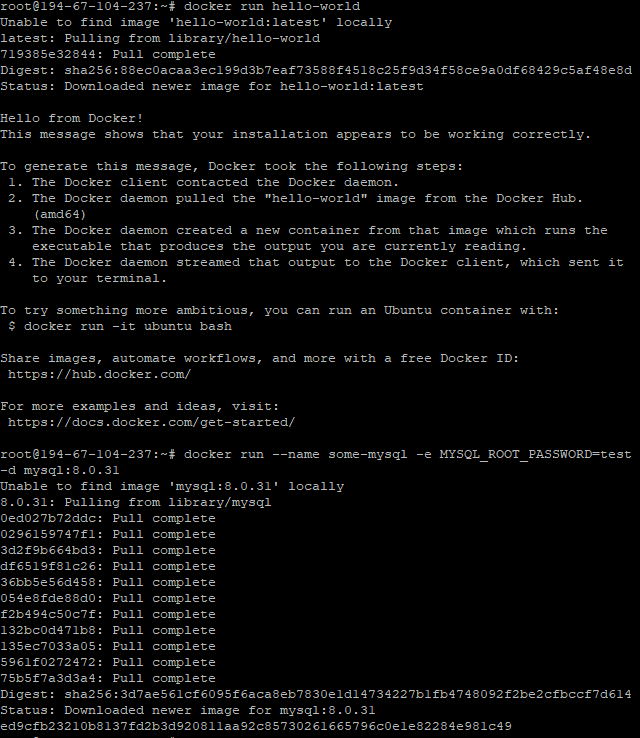 root@194-67-104-237:~# docker run hello-world
Unable to find image 'hello-world:latest' locally
latest: Pulling from library/hello-world
719385e32844: Pull complete
Digest: sha256:88ec0acaa3ec199d3b7eaf73588f4518c25f9d34f58ce9a0df68429c5af48e8d
Status: Downloaded newer image for hello-world:latest

Hello from Docker!
This message shows that your installation appears to be working correctly.

To generate this message, Docker took the following steps:
 1. The Docker client contacted the Docker daemon.
 2. The Docker daemon pulled the "hello-world" image from the Docker Hub.
    (amd64)
 3. The Docker daemon created a new container from that image which runs the
    executable that produces the output you are currently reading.
 4. The Docker daemon streamed that output to the Docker client, which sent it
    to your terminal.

To try something more ambitious, you can run an Ubuntu container with:
 $ docker run -it ubuntu bash

Share images, automate workflows, and more with a free Docker ID:
 https://hub.docker.com/

For more examples and ideas, visit:
 https://docs.docker.com/get-started/

root@194-67-104-237:~# docker run --name some-mysql -e MYSQL_ROOT_PASSWORD=test
-d mysql:8.0.31
Unable to find image 'mysql:8.0.31' locally
8.0.31: Pulling from library/mysql
0ed027b72ddc: Pull complete
0296159747f1: Pull complete
3d2f9b664bd3: Pull complete
df6519f81c26: Pull complete
36bb5e56d458: Pull complete
054e8fde88d0: Pull complete
f2b494c50c7f: Pull complete
132bc0d471b8: Pull complete
135ec7033a05: Pull complete
5961f0272472: Pull complete
75b5f7a3d3a4: Pull complete
Digest: sha256:3d7ae561cf6095f6aca8eb7830e1d14734227b1fb4748092f2be2cfbccf7d614
Status: Downloaded newer image for mysql:8.0.31
ed9cfb23210b8137fd2b3d920811aa92c85730261665796c0e1e82284e981c49